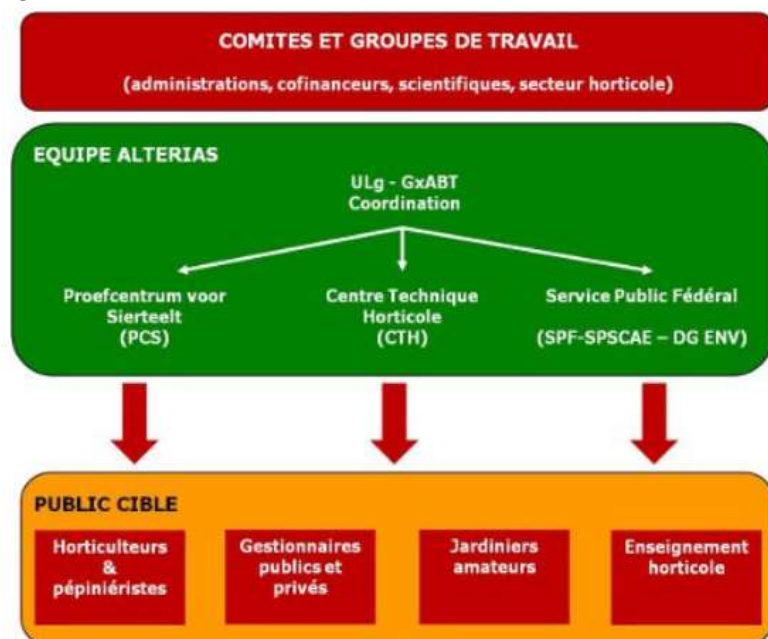 COMITES ET GROUPES DE TRAVAIL
(administrations, cofinanceurs, scientifiques, secteur horticole)
EQUIPE ALTERIAS
ULg - GxABT
Coordination
Proefcentrum voor
Sierteelt
(PCS)
Centre Technique
Horticole
(CTH)
Service Public Fédéral
(SPF-SPSCAE – DG ENV)
PUBLIC CIBLE
Horticulteurs
&
pépiniéristes
Gestionnaires
publics et
privés
Jardiniers
amateurs
Enseignement
horticole